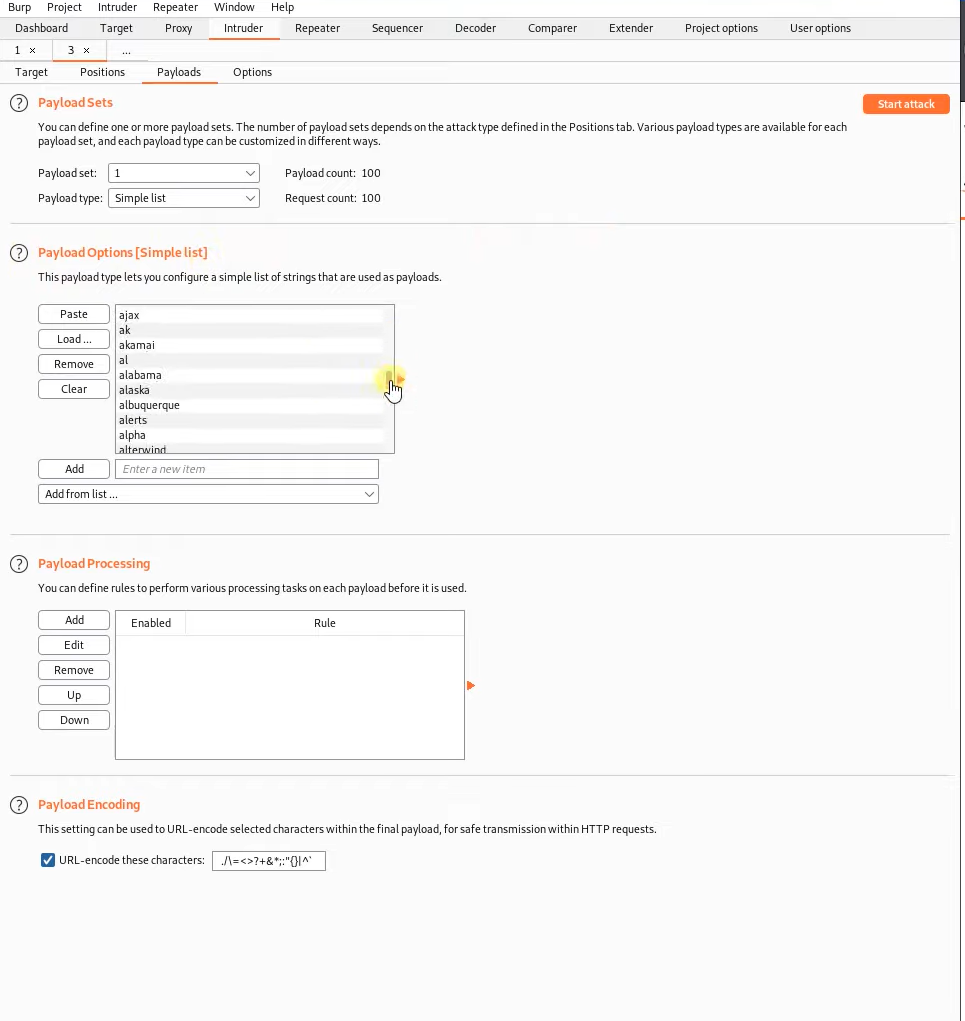 Burp Project Intruder Repeater Window Help
Dashboard Target Proxy Intruder Repeater Sequencer Decoder Comparer Extender Project options User options
1 × 3 × ...
Target Positions Payloads Options
? Payload Sets Start attack
You can define one or more payload sets. The number of payload sets depends on the attack type defined in the Positions tab. Various payload types are available for each
payload set, and each payload type can be customized in different ways.
Payload set: 1 Payload count: 100
Payload type: Simple list Request count: 100
? Payload Options [Simple list]
This payload type lets you configure a simple list of strings that are used as payloads.
Paste ajax
ak
Load ... akamai
al
Remove alabama
Clear alaska
albuquerque
alerts
alpha
alterwind
Add Enter a new item
Add from list ...
? Payload Processing
You can define rules to perform various processing tasks on each payload before it is used.
Add Enabled Rule
Edit
Remove
Up
Down
? Payload Encoding
This setting can be used to URL-encode selected characters within the final payload, for safe transmission within HTTP requests.
URL-encode these characters: ./\=<>?+&*;:"{}|^`